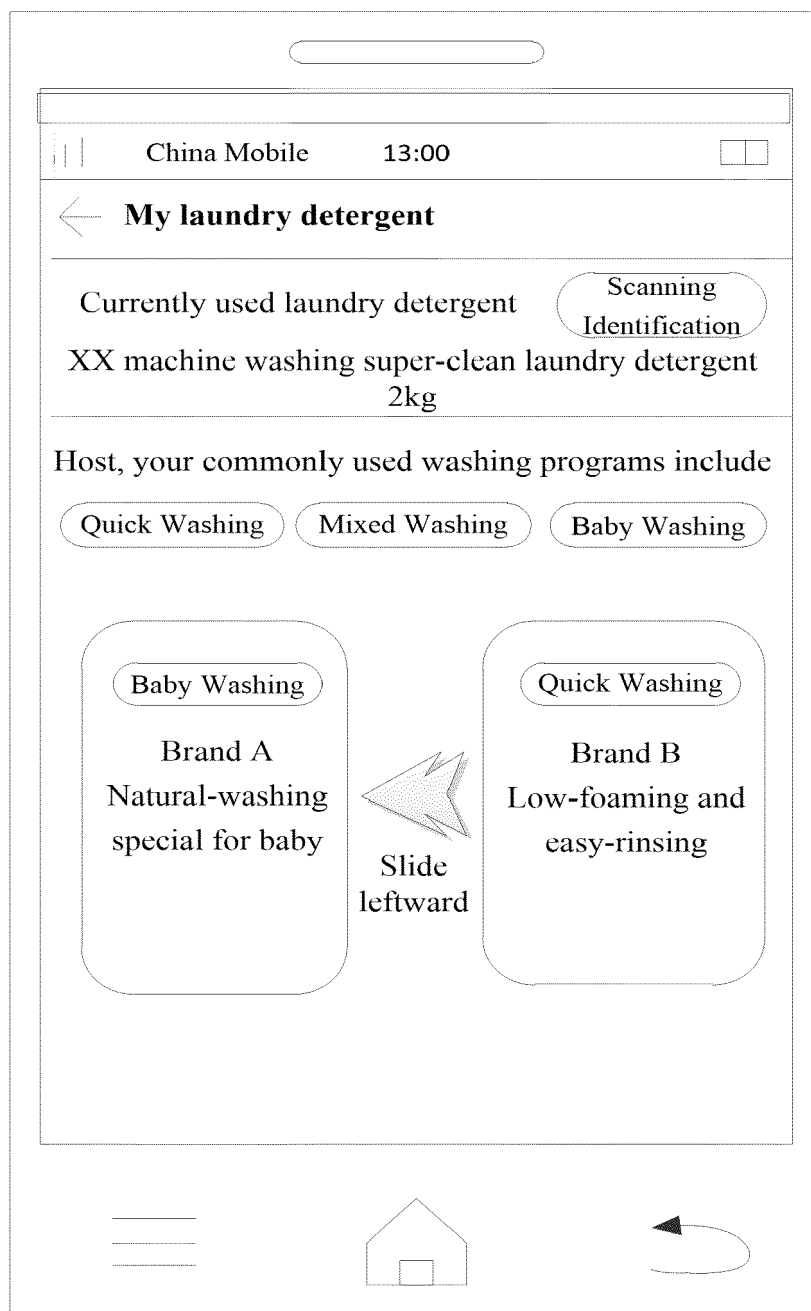 China Mobile 13:00
My laundry detergent
Currently used laundry detergent
Scanning
Identification
XX machine washing super-clean laundry detergent
2kg
Host, your commonly used washing programs include
Quick Washing Mixed Washing Baby Washing
Baby Washing
Brand A
Natural-washing
special for baby
Slide
leftward
Quick Washing
Brand B
Low-foaming and
easy-rinsing